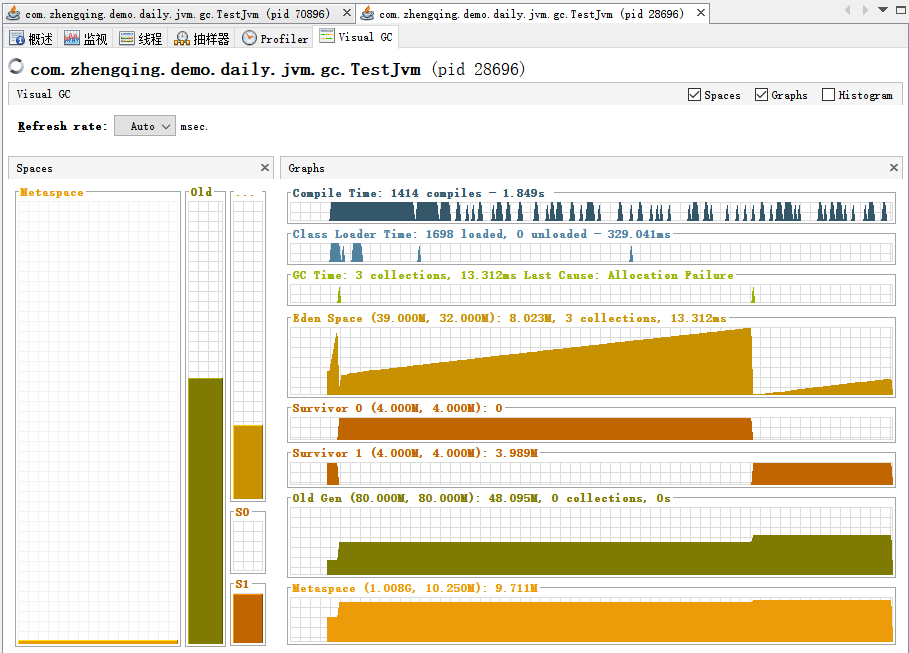 com.zhengqing.demo.daily.jvm.gc.TestJvm (pid 70896)
com.zhengqing.demo.daily.jvm.gc.TestJvm (pid 28696)
概述 监视 线程 抽样器 Profiler Visual GC
com.zhengqing.demo.daily.jvm.gc.TestJvm (pid 28696)
Visual GC
Spaces Graphs Histogram
Refresh rate: Auto msec.
Spaces
Graphs
Metaspace
Old
...
S0
S1
Compile Time: 1414 compiles - 1.849s
Class Loader Time: 1698 loaded, 0 unloaded - 329.041ms
GC Time: 3 collections, 13.312ms Last Cause: Allocation Failure
Eden Space (39.000M, 32.000M): 8.023M, 3 collections, 13.312ms
Survivor 0 (4.000M, 4.000M): 0
Survivor 1 (4.000M, 4.000M): 3.989M
Old Gen (80.000M, 80.000M): 48.095M, 0 collections, 0s
Metaspace (1.008G, 10.250M): 9.711M